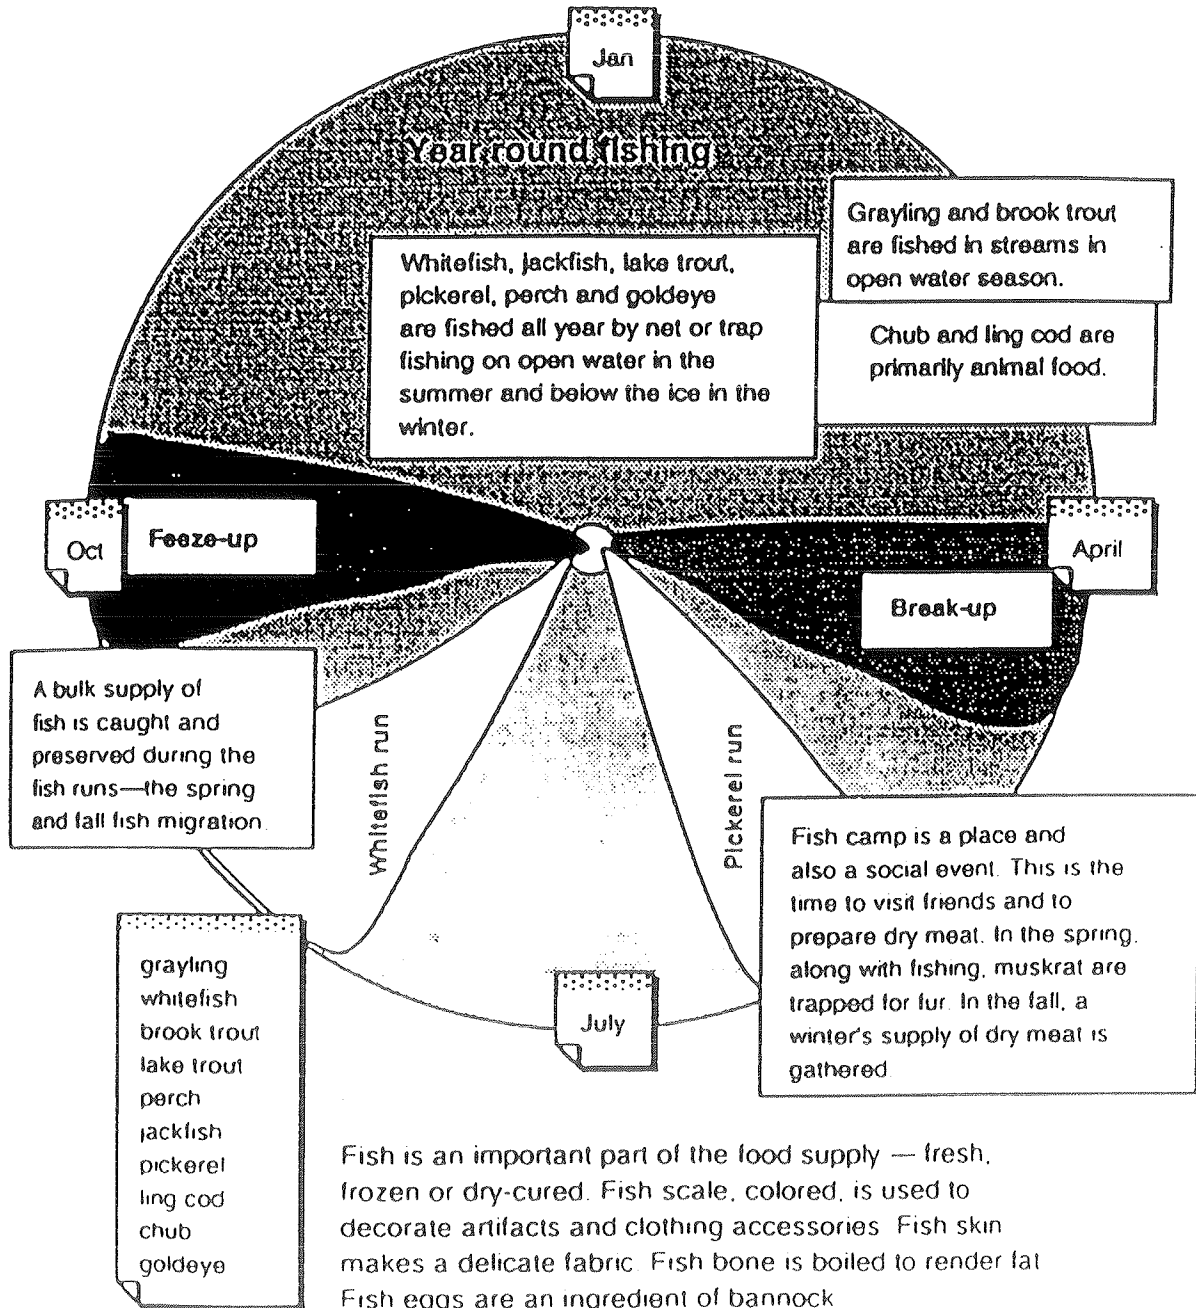 Jan
Year round fishing
Grayling and brook trout
are fished in streams in
open water season.
Whitefish, jackfish, lake trout,
pickerel, perch and goldeye
are fished all year by net or trap
fishing on open water in the
summer and below the ice in the
winter.
Chub and ling cod are
primarily animal food.
Oct
Feeze-up
April
Break-up
A bulk supply of
fish is caught and
preserved during the
fish runs—the spring
and fall fish migration.
Whitefish run
Pickerel run
Fish camp is a place and
also a social event. This is the
time to visit friends and to
prepare dry meat. In the spring,
along with fishing, muskrat are
trapped for fur. In the fall, a
winter's supply of dry meat is
gathered.
July
grayling
whitefish
brook trout
lake trout
perch
jackfish
pickerel
ling cod
chub
goldeye
Fish is an important part of the food supply — fresh,
frozen or dry-cured. Fish scale, colored, is used to
decorate artifacts and clothing accessories. Fish skin
makes a delicate fabric. Fish bone is boiled to render fat.
Fish eggs are an ingredient of bannock